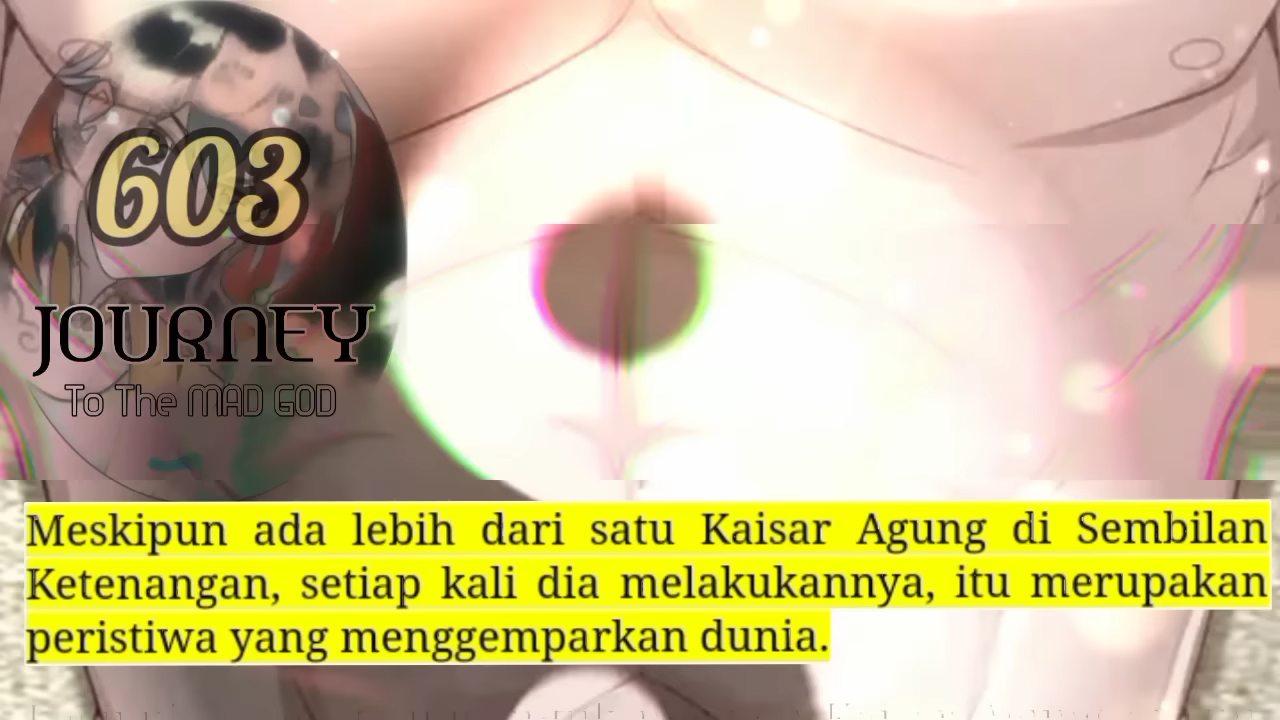 603
JOURNEY
To The MAD GOD
Meskipun ada lebih dari satu Kaisar Agung di Sembilan
Ketenangan, setiap kali dia melakukannya, itu merupakan
peristiwa yang menggemparkan dunia.